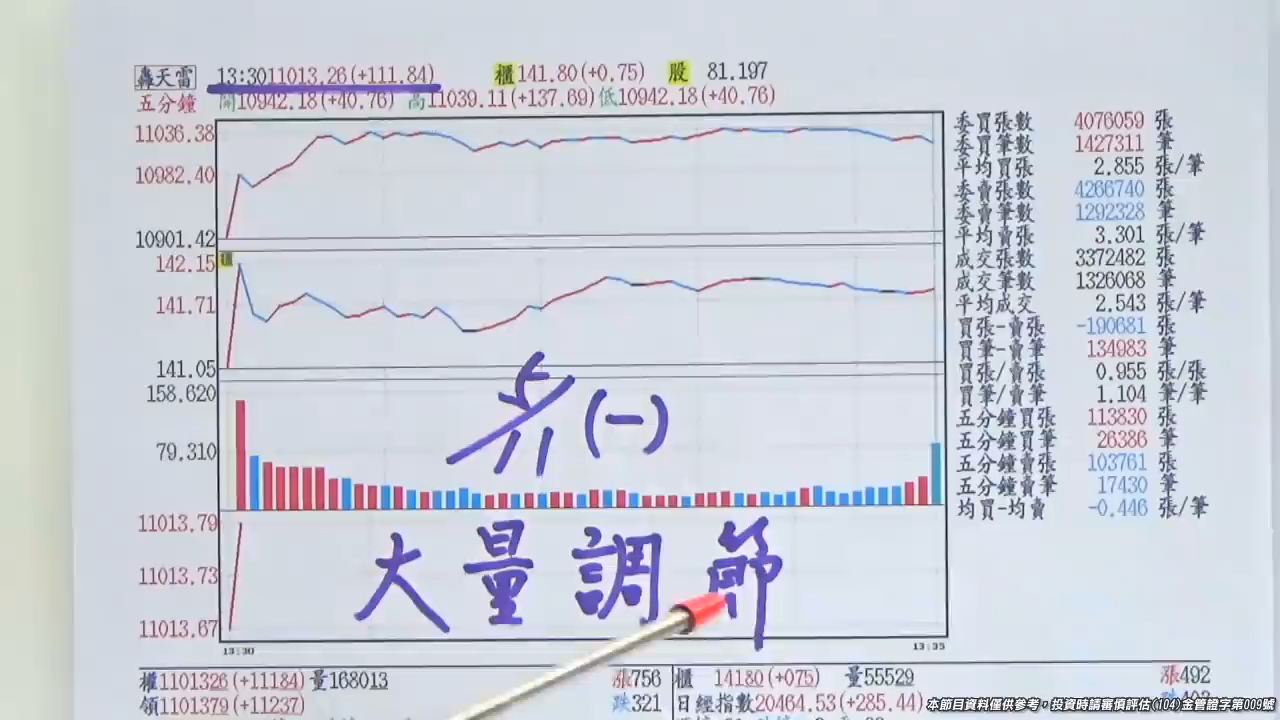 轟天雷 13:30 11013.26(+111.84) 櫃141.80(+0.75) 股 81.197
五分鐘 開10942.18(+40.76) 高11039.11(+137.69)低10942.18(+40.76)
11036.38
10982.40
10901.42
142.15 櫃
141.71
141.05
158.620
79.310
5/11 (一)
11013.79
11013.73
11013.67
大量調節
13:30 13:35
委買張數 4076059 張
委買筆數 1427311 筆
平均買張 2.855 張/筆
委賣張數 4266740 張
委賣筆數 1292328 筆
平均賣張 3.301 張/筆
成交張數 3372482 張
成交筆數 1326068 筆
平均成交 2.543 張/筆
買張-賣張 -190681 張
買筆-賣筆 134983 筆
買張/賣張 0.955 張/張
買筆/賣筆 1.104 筆/筆
五分鐘買張 113830 張
五分鐘買筆 26386 筆
五分鐘賣張 103761 張
五分鐘賣筆 17430 筆
均買-均賣 -0.446 張/筆
權1101326(+11184) 量168013 漲756 櫃 14180(+075) 量55529 漲492
領1101379(+11237) 跌321 日經指數20464.53(+285.44)
本節目資料僅供參考，投資時請審慎評估(104)金管證字第009號